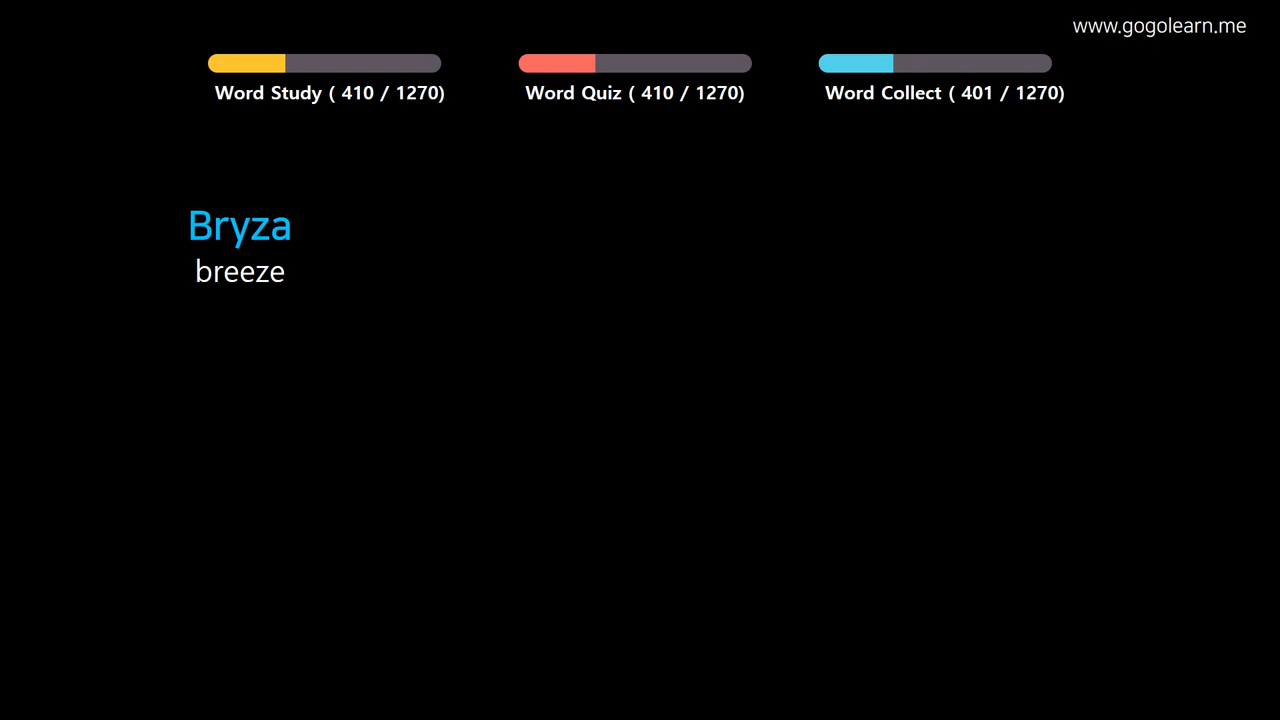 www.gogolearn.me
Word Study ( 410 / 1270)
Word Quiz ( 410 / 1270)
Word Collect ( 401 / 1270)
Bryza
breeze